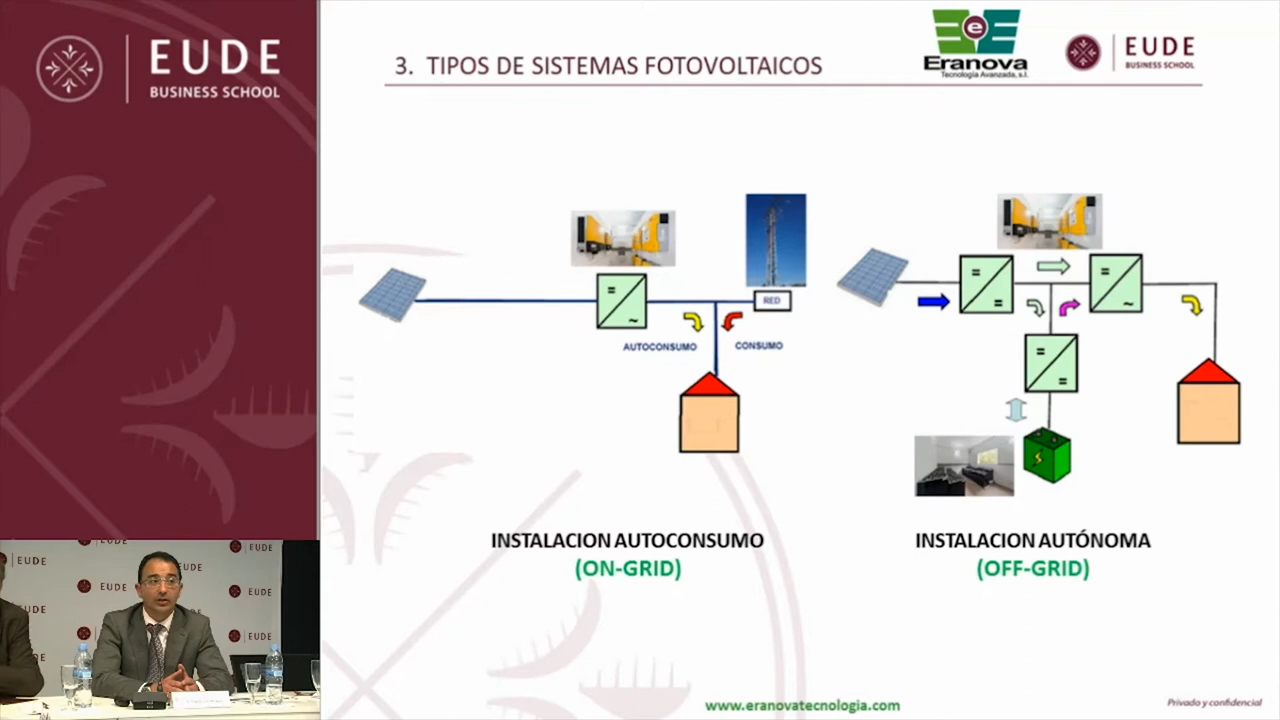 EUDE
BUSINESS SCHOOL
3. TIPOS DE SISTEMAS FOTOVOLTAICOS
e
Eranova
Tecnología Avanzada, s.l.
EUDE
BUSINESS SCHOOL
RED
AUTOCONSUMO
CONSUMO
INSTALACION AUTOCONSUMO
(ON-GRID)
INSTALACION AUTÓNOMA
(OFF-GRID)
EUDE
EUDE
EUDE
EUDE
EUDE
EUDE
www.eranovatecnologia.com
Privado y confidencial